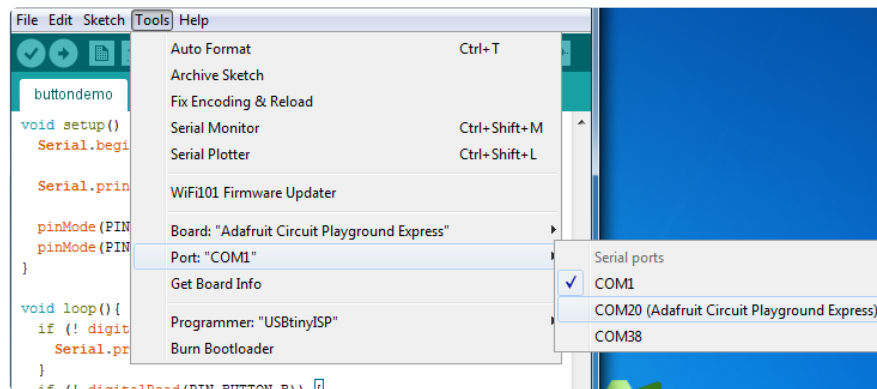 File Edit Sketch Tools Help
Auto Format Ctrl+T
Archive Sketch
buttondemo
Fix Encoding & Reload
void setup()
Serial Monitor Ctrl+Shift+M
Serial.begi
Serial Plotter Ctrl+Shift+L
Serial.prin
WiFi101 Firmware Updater
pinMode(PIN
Board: "Adafruit Circuit Playground Express"
pinMode(PIN
Port: "COM1"
Serial ports
}
Get Board Info
COM1
void loop(){
COM20 (Adafruit Circuit Playground Express)
if (! digit
Programmer: "USBtinyISP"
COM38
Serial.pr
Burn Bootloader
}
if (! digitalRead(PIN_BUTTON_B)) {